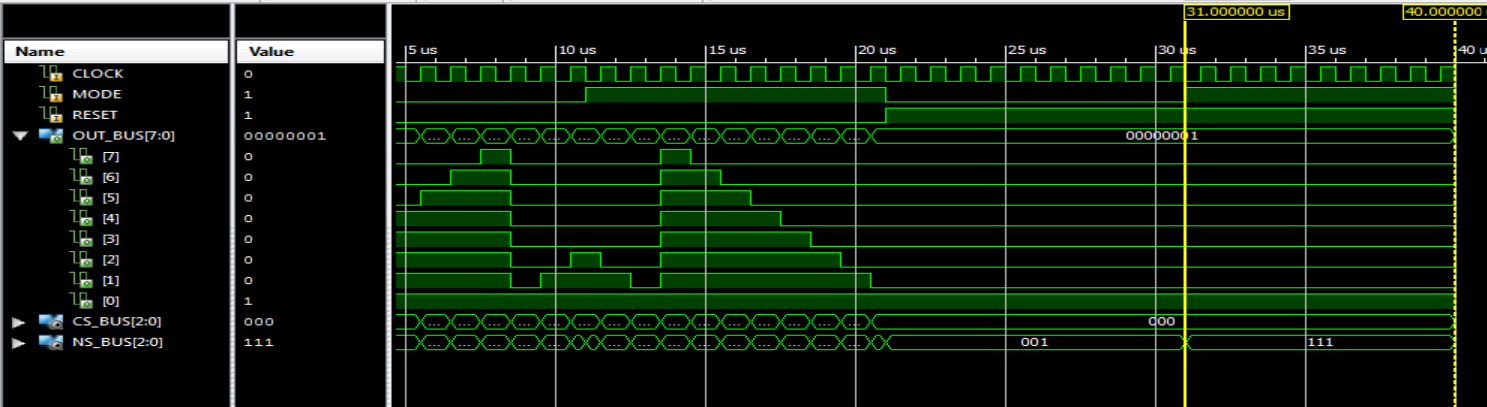 31.000000 us 40.000000
Name Value 5 us 10 us 15 us 20 us 25 us 30 us 35 us 40 u
CLOCK 0
MODE 1
RESET 1
OUT_BUS[7:0] 00000001 ... ... ... ... ... ... ... ... ... ... ... ... ... ... ... 00000001
[7] 0
[6] 0
[5] 0
[4] 0
[3] 0
[2] 0
[1] 0
[0] 1
CS_BUS[2:0] 000 ... ... ... ... ... ... ... ... ... ... ... ... ... ... ... 000
NS_BUS[2:0] 111 ... ... ... ... ... ... ... ... ... ... ... ... ... 001 111